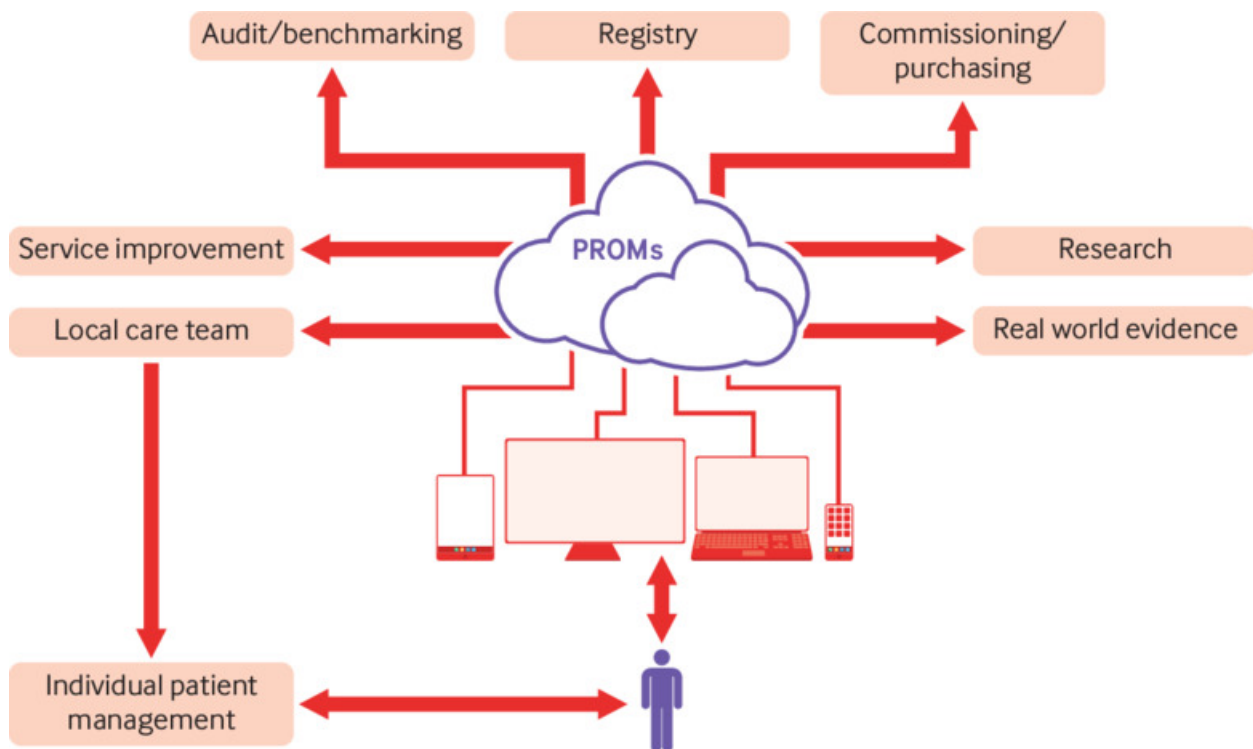 Audit/benchmarking
Registry
Commissioning/
purchasing
Service improvement
PROMs
Research
Local care team
Real world evidence
Individual patient
management